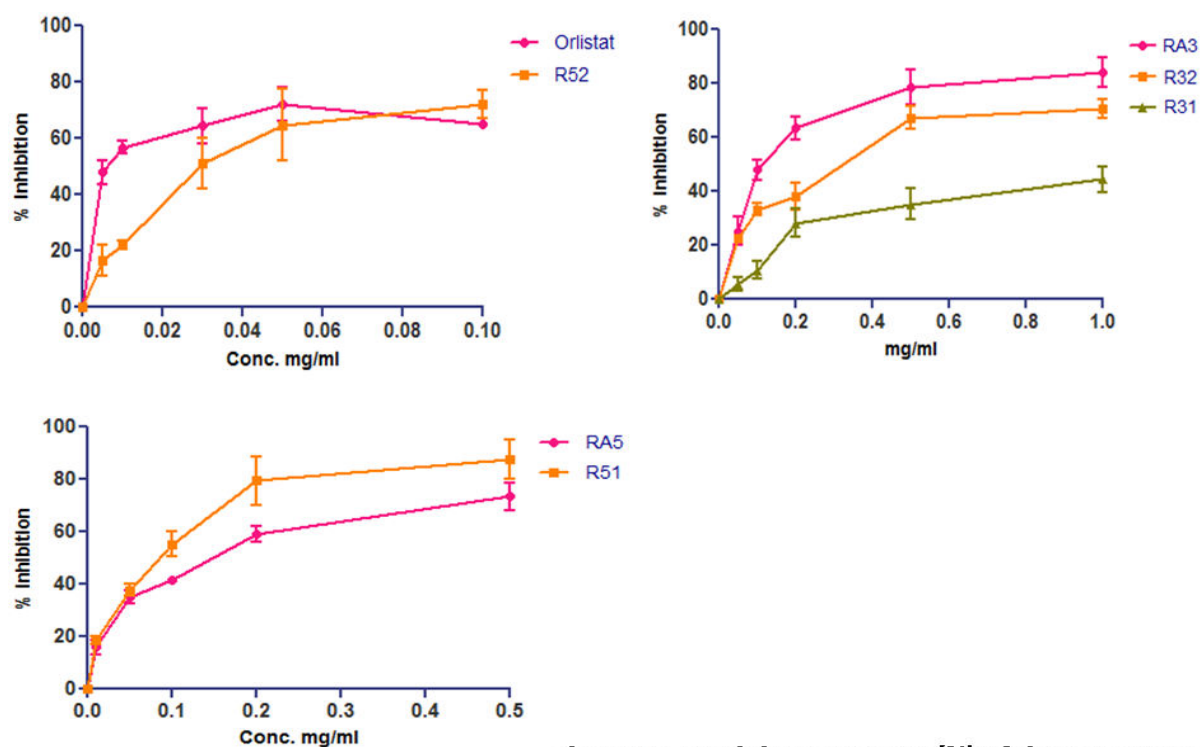 100
80
60
40
20
0
% Inhibition
0.00 0.02 0.04 0.06 0.08 0.10
Conc. mg/ml
Orlistat
R52
100
80
60
40
20
0
% Inhibition
0.0 0.2 0.4 0.6 0.8 1.0
mg/ml
RA3
R32
R31
100
80
60
40
20
0
% Inhibition
0.0 0.1 0.2 0.3 0.4 0.5
Conc. mg/ml
RA5
R51